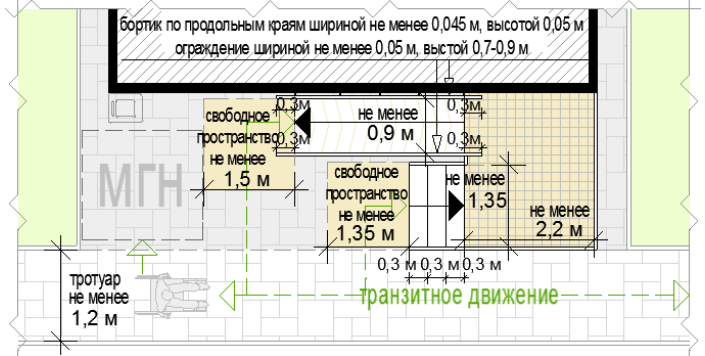 бортик по продольным краям шириной не менее 0,045 м, высотой 0,05 м
ограждение шириной не менее 0,05 м, выстой 0,7-0,9 м
0,3м
0,3м
свободное
пространство
не менее
1,5 м
0,3м
0,3м
не менее
0,9 м
МГН
свободное
пространство
не менее
1,35 м
не менее
1,35
не менее
2,2 м
0,3 м 0,3 м 0,3 м
тротуар
не менее
1,2 м
транзитное движение